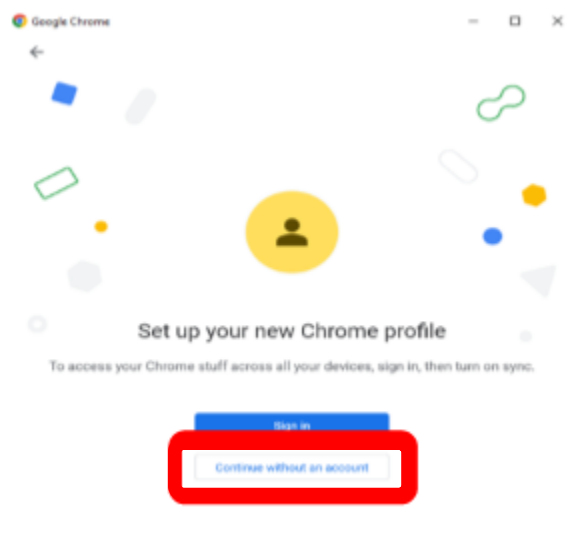 Google Chrome
Set up your new Chrome profile
To access your Chrome stuff across all your devices, sign in, then turn on sync.
Sign in
Continue without an account